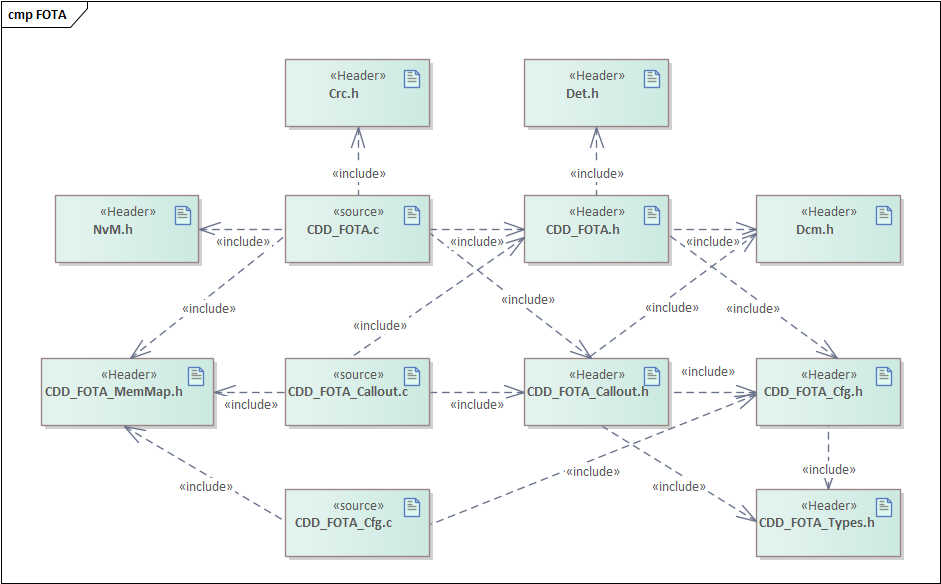 cmp FOTA
«Header»
Crc.h
«Header»
Det.h
«include»
«include»
«Header»
NvM.h
«source»
CDD_FOTA.c
«Header»
CDD_FOTA.h
«Header»
Dcm.h
«include»
«include»
«include»
«include»
«include»
«include»
«include»
«include»
«Header»
CDD_FOTA_MemMap.h
«source»
CDD_FOTA_Callout.c
«Header»
CDD_FOTA_Callout.h
«include»
«Header»
CDD_FOTA_Cfg.h
«include»
«include»
«include»
«include»
«include»
«include»
«source»
CDD_FOTA_Cfg.c
«Header»
CDD_FOTA_Types.h